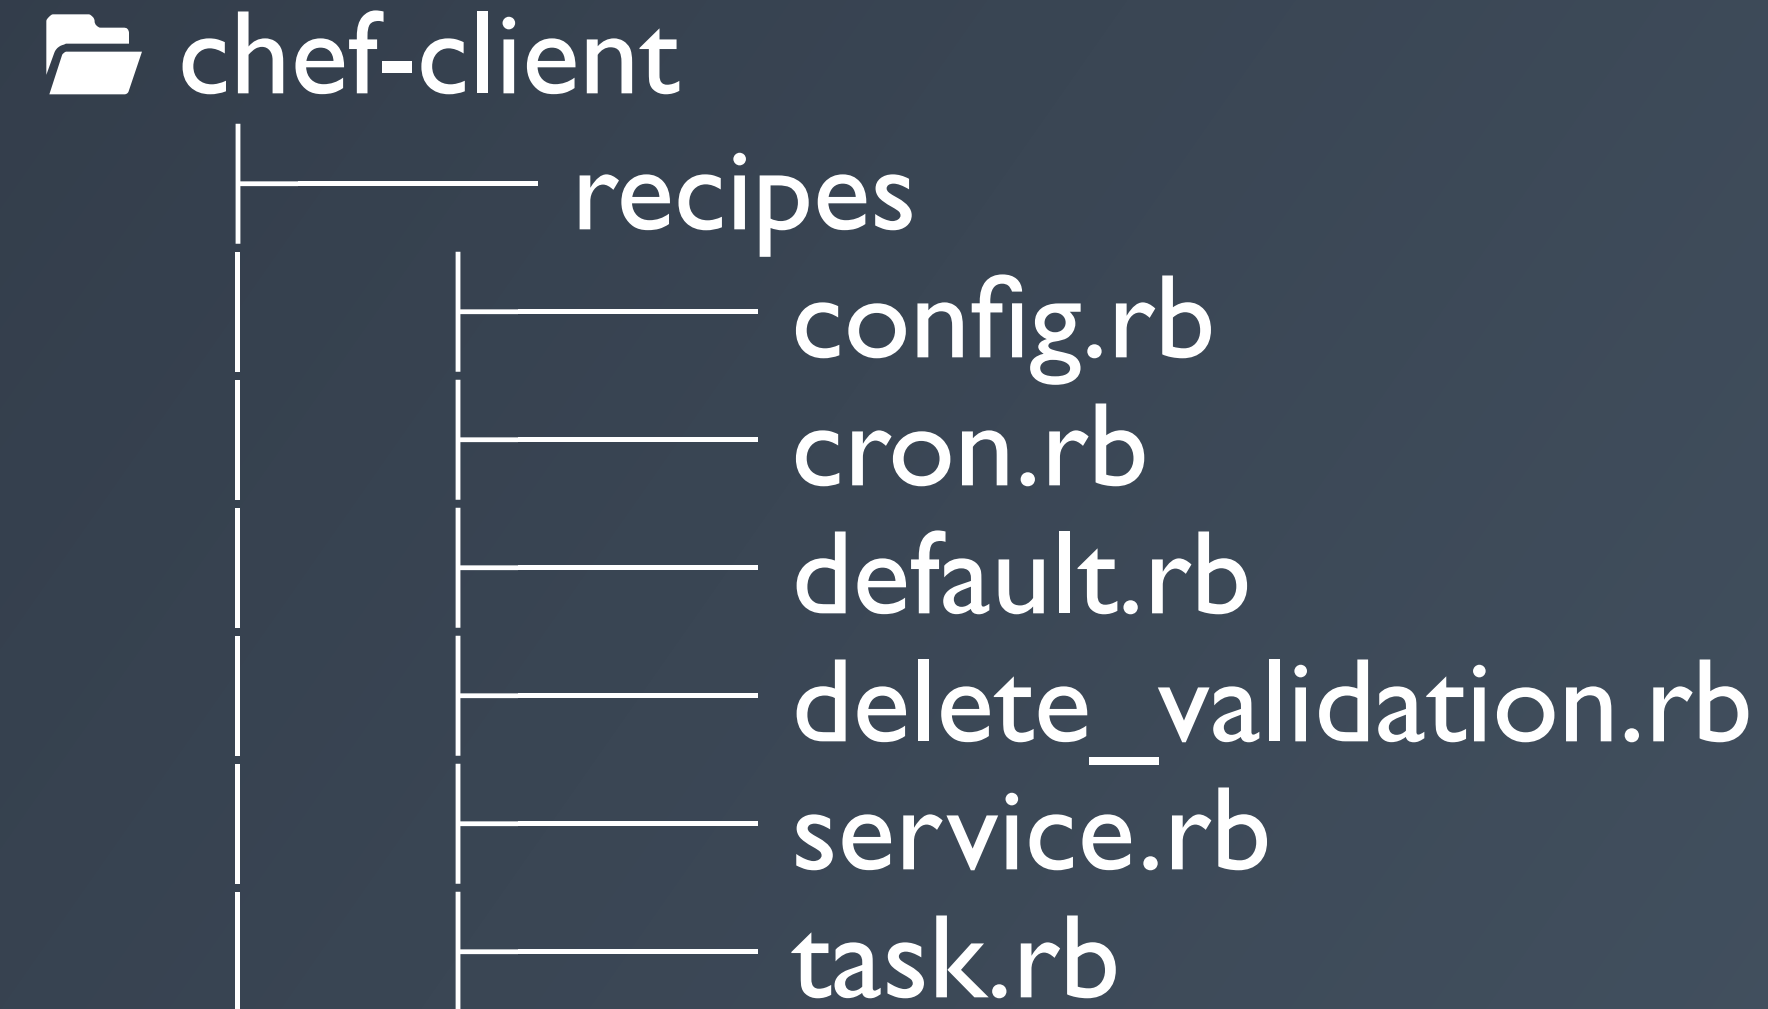 chef-client
recipes
config.rb
cron.rb
default.rb
delete_validation.rb
service.rb
task.rb